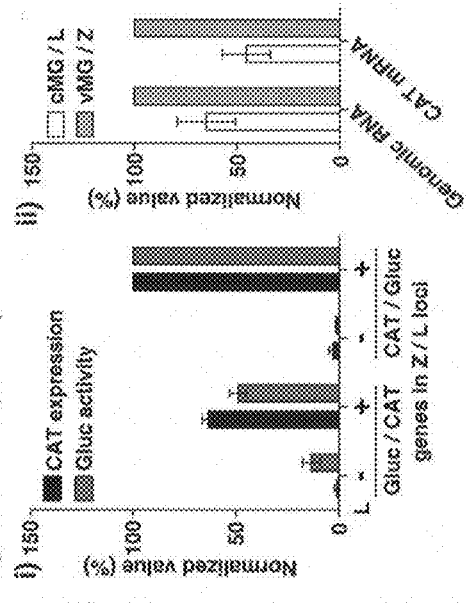 i)
150
100
50
0
Normalized value (%)
CAT expression
Gluc activity
L - + - +
Gluc / CAT CAT / Gluc
genes in Z / L loci
ii)
150
100
50
0
Normalized value (%)
cMG / L
vMG / Z
Genomic RNA
CAT mRNA